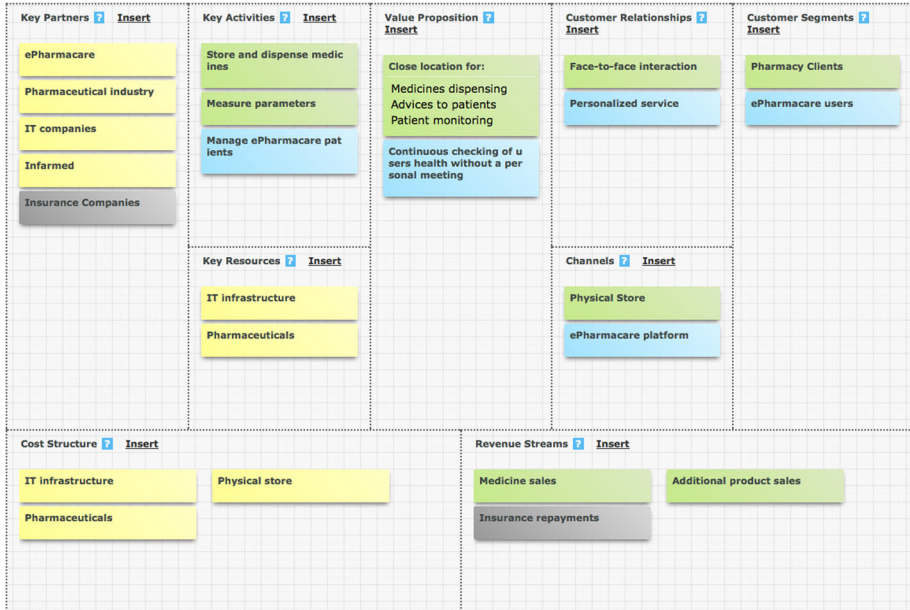 Key Partners ? Insert
ePharmacare
Pharmaceutical industry
IT companies
Infarmed
Insurance Companies
Key Activities ? Insert
Store and dispense medic
ines
Measure parameters
Manage ePharmacare pat
ients
Key Resources ? Insert
IT infrastructure
Pharmaceuticals
Value Proposition ?
Insert
Close location for:
Medicines dispensing
Advices to patients
Patient monitoring
Continuous checking of u
sers health without a per
sonal meeting
Customer Relationships ?
Insert
Face-to-face interaction
Personalized service
Channels ? Insert
Physical Store
ePharmacare platform
Customer Segments ?
Insert
Pharmacy Clients
ePharmacare users
Cost Structure ? Insert
IT infrastructure
Physical store
Pharmaceuticals
Revenue Streams ? Insert
Medicine sales
Additional product sales
Insurance repayments